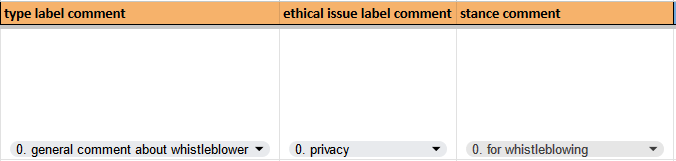 type label comment ethical issue label comment stance comment
0. general comment about whistleblower 0. privacy 0. for whistleblowing